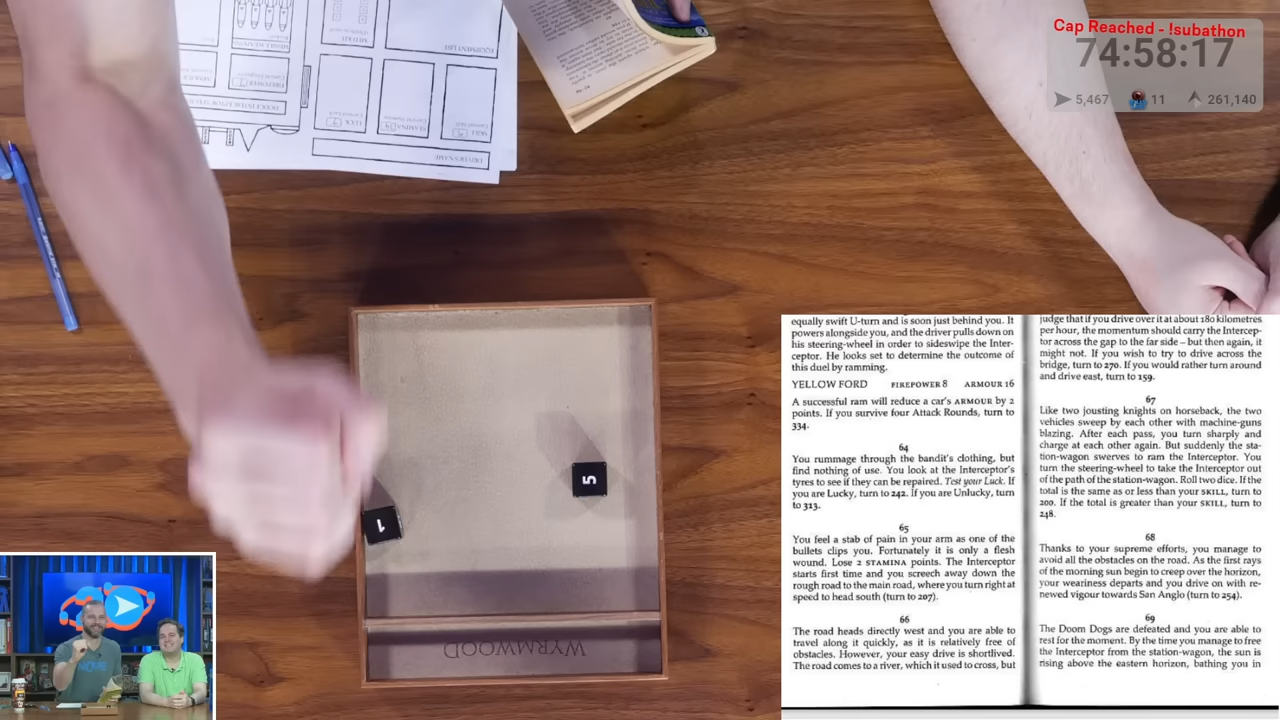 Cap Reached - !subathon
74:58:17
5,467
11
261,140
EQUIPMENT LIST
MED-KIT
FIREPOWER
ARMOUR
SKILL
STAMINA
LUCK
DRIVER'S NAME
5
1
WYRMWOOD
equally swift U-turn and is soon just behind you. It
powers alongside you, and the driver pulls down on
his steering-wheel in order to sideswipe the Inter-
ceptor. He looks set to determine the outcome of
this duel by ramming.
YELLOW FORD FIREPOWER 8 ARMOUR 16
A successful ram will reduce a car's ARMOUR by 2
points. If you survive four Attack Rounds, turn to
334.
64
You rummage through the bandit's clothing, but
find nothing of use. You look at the Interceptor's
tyres to see if they can be repaired. Test your Luck. If
you are Lucky, turn to 242. If you are Unlucky, turn
to 313.
65
You feel a stab of pain in your arm as one of the
bullets clips you. Fortunately it is only a flesh
wound. Lose 2 STAMINA points. The Interceptor
starts first time and you screech away down the
rough road to the main road, where you turn right at
speed to head south (turn to 207).
66
The road heads directly west and you are able to
travel along it quickly, as it is relatively free of
obstacles. However, your easy drive is shortlived.
The road comes to a river, which it used to cross, but
judge that if you drive over it at about 180 kilometres
per hour, the momentum should carry the Intercep-
tor across the gap to the far side – but then again, it
might not. If you wish to try to drive across the
bridge, turn to 270. If you would rather turn around
and drive east, turn to 159.
67
Like two jousting knights on horseback, the two
vehicles sweep by each other with machine-guns
blazing. After each pass, you turn sharply and
charge at each other again. But suddenly the sta-
tion-wagon swerves to ram the Interceptor. You
turn the steering-wheel to take the Interceptor out
of the path of the station-wagon. Roll two dice. If the
total is the same as or less than your SKILL, turn to
200. If the total is greater than your SKILL, turn to
248.
68
Thanks to your supreme efforts, you manage to
avoid all the obstacles on the road. As the first rays
of the morning sun begin to creep over the horizon,
your weariness departs and you drive on with re-
newed vigour towards San Anglo (turn to 254).
69
The Doom Dogs are defeated and you are able to
rest for the moment. By the time you manage to free
the Interceptor from the station-wagon, the sun is
rising above the eastern horizon, bathing you in